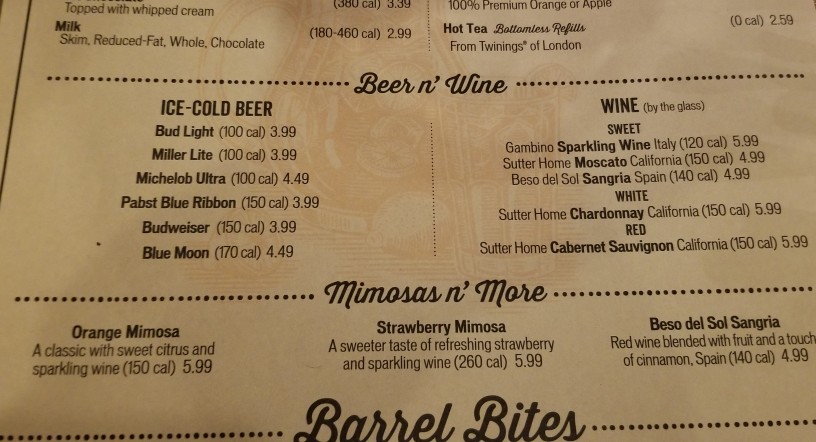 Topped with whipped cream
(380 cal) 3.39
Milk
Skim, Reduced-Fat, Whole, Chocolate
(180-460 cal) 2.99
100% Premium Orange or Apple
Hot Tea Bottomless Refills
(0 cal) 2.59
From Twinings® of London
Beer n' Wine
ICE-COLD BEER
Bud Light (100 cal) 3.99
Miller Lite (100 cal) 3.99
Michelob Ultra (100 cal) 4.49
Pabst Blue Ribbon (150 cal) 3.99
Budweiser (150 cal) 3.99
Blue Moon (170 cal) 4.49
WINE (by the glass)
SWEET
Gambino Sparkling Wine Italy (120 cal) 5.99
Sutter Home Moscato California (150 cal) 4.99
Beso del Sol Sangria Spain (140 cal) 4.99
WHITE
Sutter Home Chardonnay California (150 cal) 5.99
RED
Sutter Home Cabernet Sauvignon California (150 cal) 5.99
Mimosas n' More
Orange Mimosa
A classic with sweet citrus and
sparkling wine (150 cal) 5.99
Strawberry Mimosa
A sweeter taste of refreshing strawberry
and sparkling wine (260 cal) 5.99
Beso del Sol Sangria
Red wine blended with fruit and a touch
of cinnamon, Spain (140 cal) 4.99
Barrel Bites